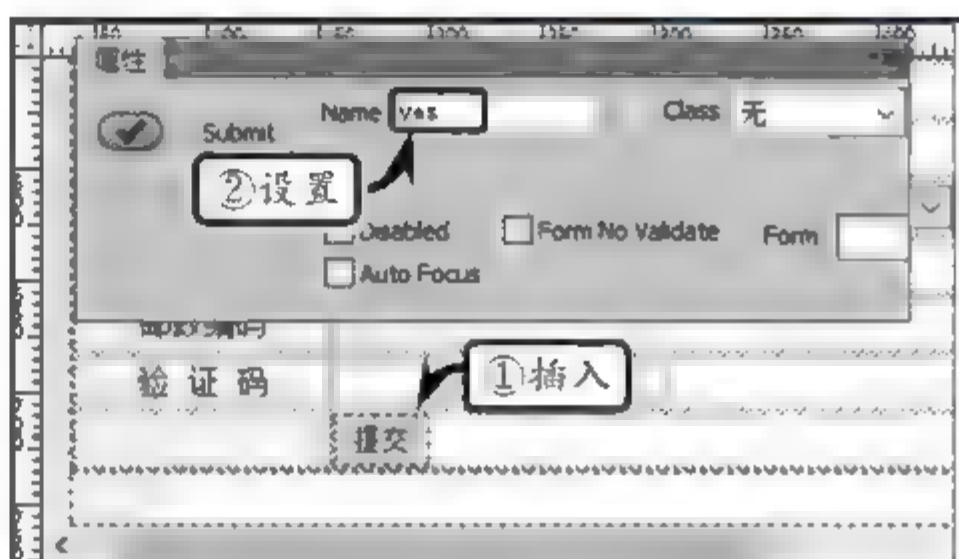 属性
Name yes Class 无
Submit
②设置
Disabled Form No Validate Form
Auto Focus
验证码
①插入
提交